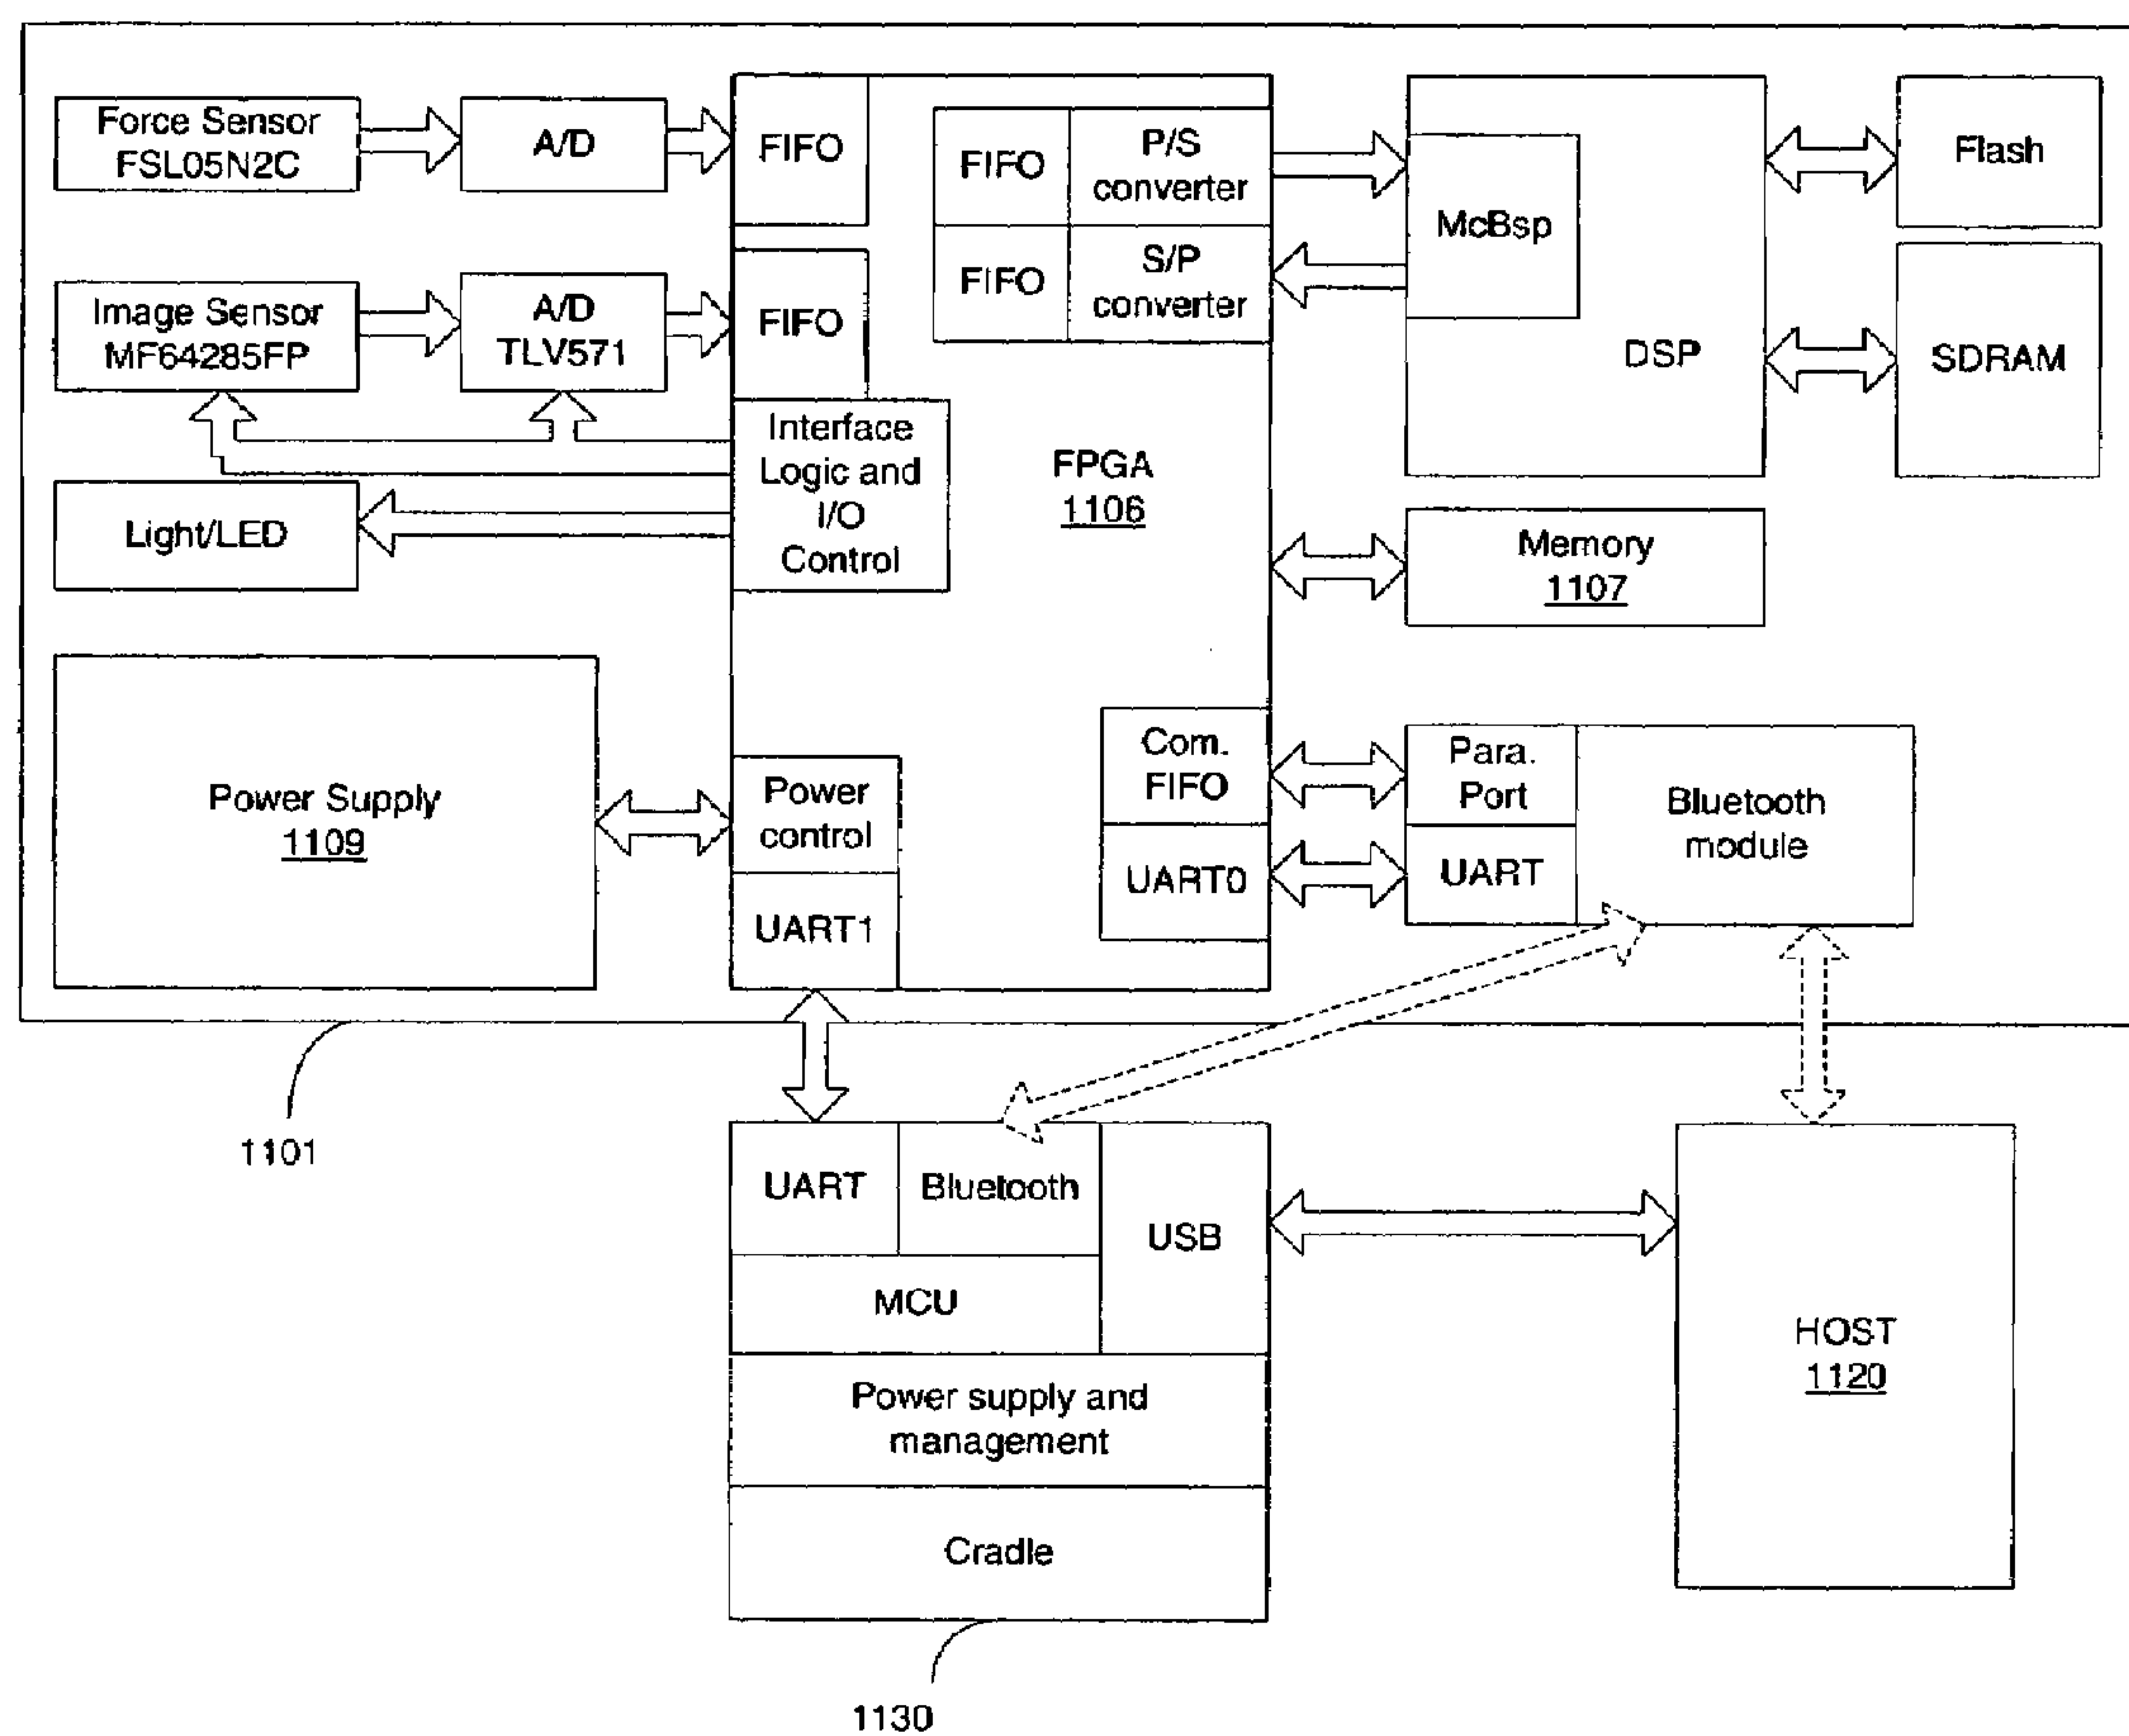 Force Sensor
FSL05N2C
A/D
FIFO
FIFO
P/S
converter
FIFO
S/P
converter
McBsp
DSP
Flash
SDRAM
Image Sensor
MF64285FP
A/D
TLV571
FIFO
Interface
Logic and
I/O
Control
FPGA
1106
Light/LED
Memory
1107
Power Supply
1109
Power
control
UART1
Com.
FIFO
UART0
Para.
Port
UART
Bluetooth
module
1101
UART
Bluetooth
USB
MCU
Power supply and
management
Cradle
1130
HOST
1120